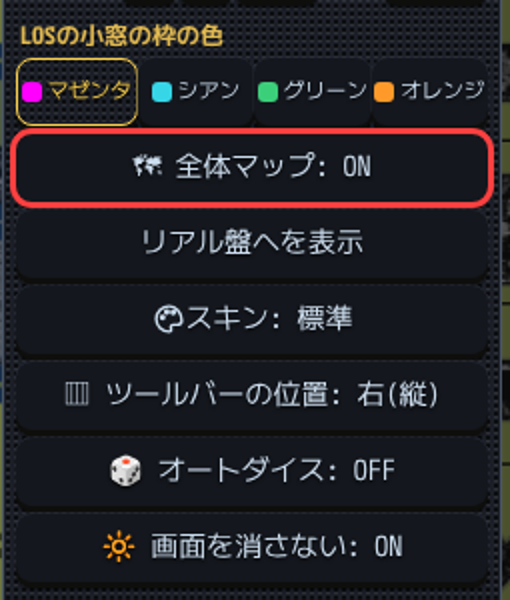 LOSの小窓の枠の色
マゼンタ シアン グリーン オレンジ
全体マップ: ON
リアル盤へを表示
スキン: 標準
ツールバーの位置: 右(縦)
オートダイス: OFF
画面を消さない: ON